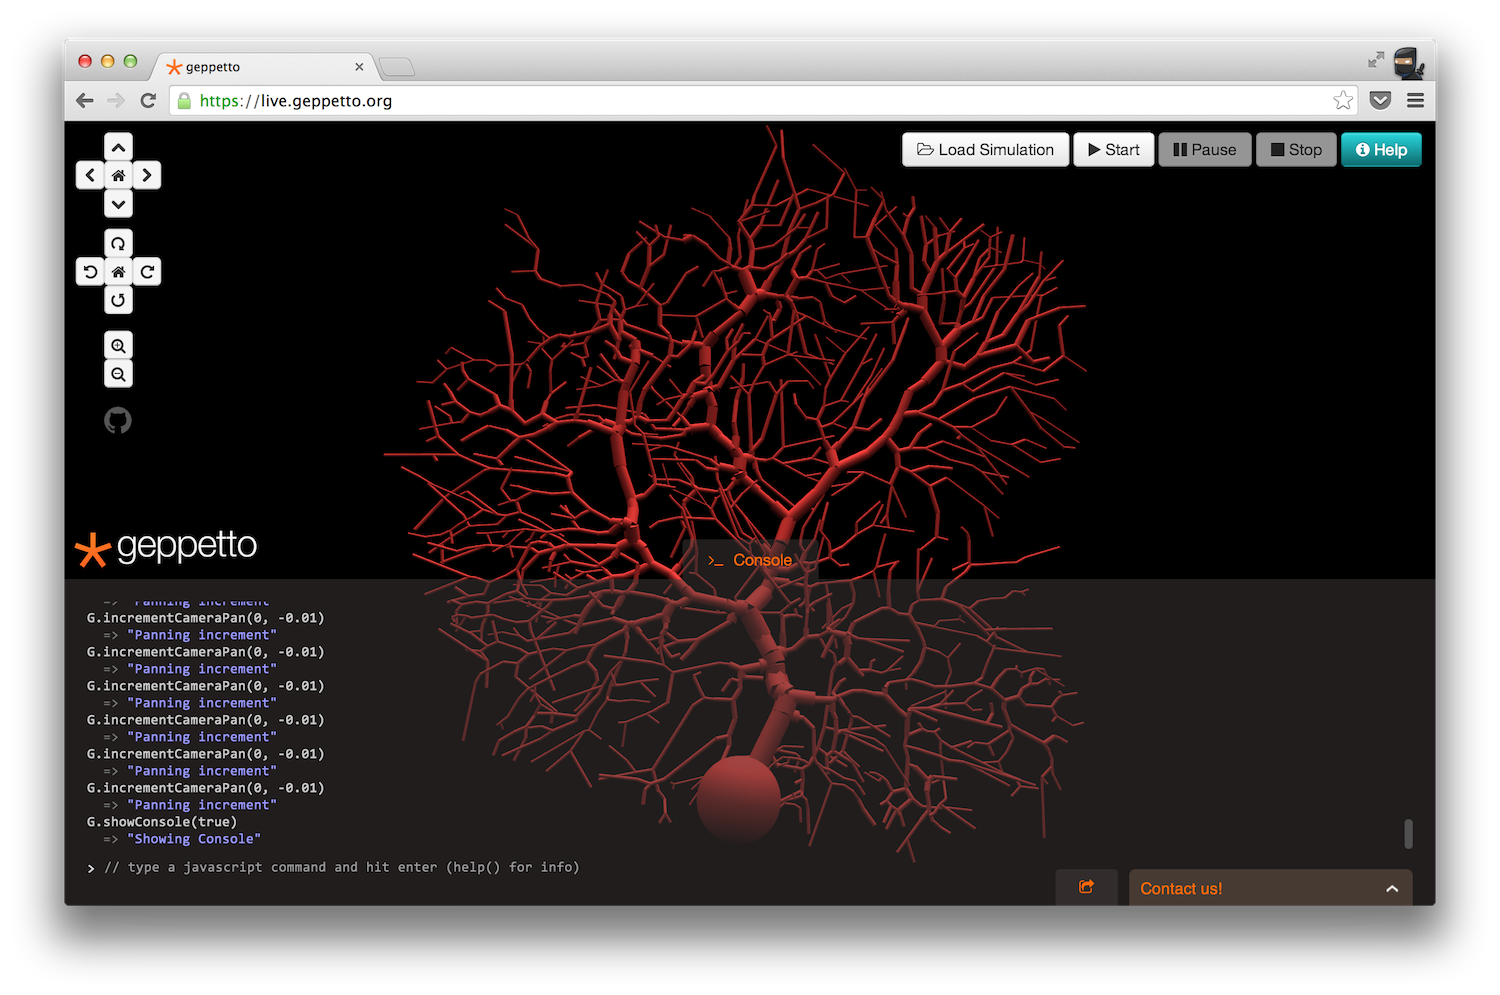 geppetto
https://live.geppetto.org
Load Simulation
Start
Pause
Stop
Help
geppetto
>_ Console
=> "Panning increment"
G.incrementCameraPan(0, -0.01)
=> "Panning increment"
G.incrementCameraPan(0, -0.01)
=> "Panning increment"
G.incrementCameraPan(0, -0.01)
=> "Panning increment"
G.incrementCameraPan(0, -0.01)
=> "Panning increment"
G.incrementCameraPan(0, -0.01)
=> "Panning increment"
G.incrementCameraPan(0, -0.01)
=> "Panning increment"
G.showConsole(true)
=> "Showing Console"
> // type a javascript command and hit enter (help() for info)
Contact us!